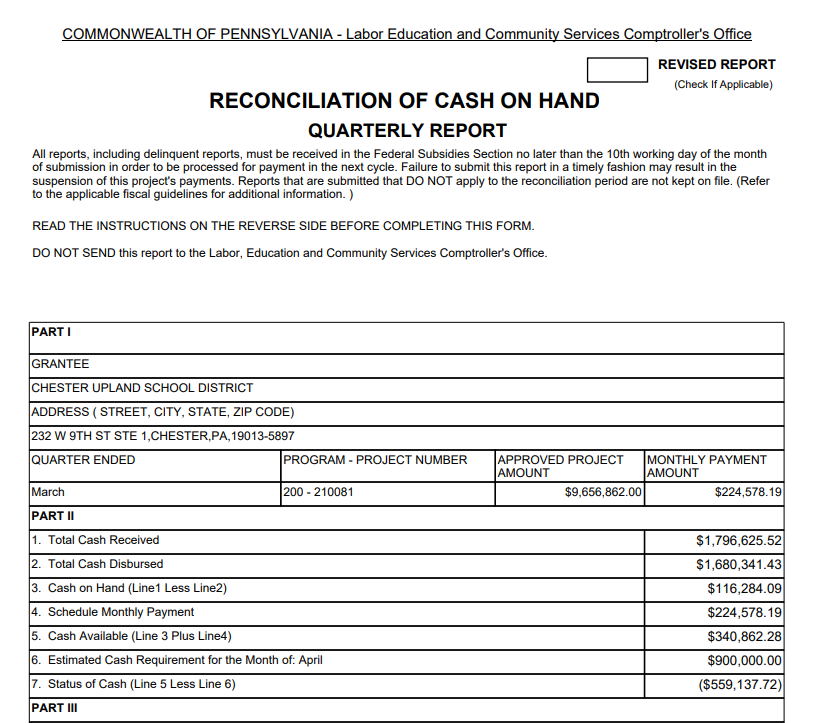 COMMONWEALTH OF PENNSYLVANIA - Labor Education and Community Services Comptroller's Office
REVISED REPORT
(Check If Applicable)
RECONCILIATION OF CASH ON HAND
QUARTERLY REPORT
All reports, including delinquent reports, must be received in the Federal Subsidies Section no later than the 10th working day of the month
of submission in order to be processed for payment in the next cycle. Failure to submit this report in a timely fashion may result in the
suspension of this project's payments. Reports that are submitted that DO NOT apply to the reconciliation period are not kept on file. (Refer
to the applicable fiscal guidelines for additional information. )
READ THE INSTRUCTIONS ON THE REVERSE SIDE BEFORE COMPLETING THIS FORM.
DO NOT SEND this report to the Labor, Education and Community Services Comptroller's Office.
PART I
GRANTEE
CHESTER UPLAND SCHOOL DISTRICT
ADDRESS ( STREET, CITY, STATE, ZIP CODE)
232 W 9TH ST STE 1,CHESTER,PA,19013-5897
QUARTER ENDED PROGRAM - PROJECT NUMBER APPROVED PROJECT AMOUNT MONTHLY PAYMENT AMOUNT
March 200 - 210081 $9,656,862.00 $224,578.19
PART II
1. Total Cash Received $1,796,625.52
2. Total Cash Disbursed $1,680,341.43
3. Cash on Hand (Line1 Less Line2) $116,284.09
4. Schedule Monthly Payment $224,578.19
5. Cash Available (Line 3 Plus Line4) $340,862.28
6. Estimated Cash Requirement for the Month of: April $900,000.00
7. Status of Cash (Line 5 Less Line 6) ($559,137.72)
PART III